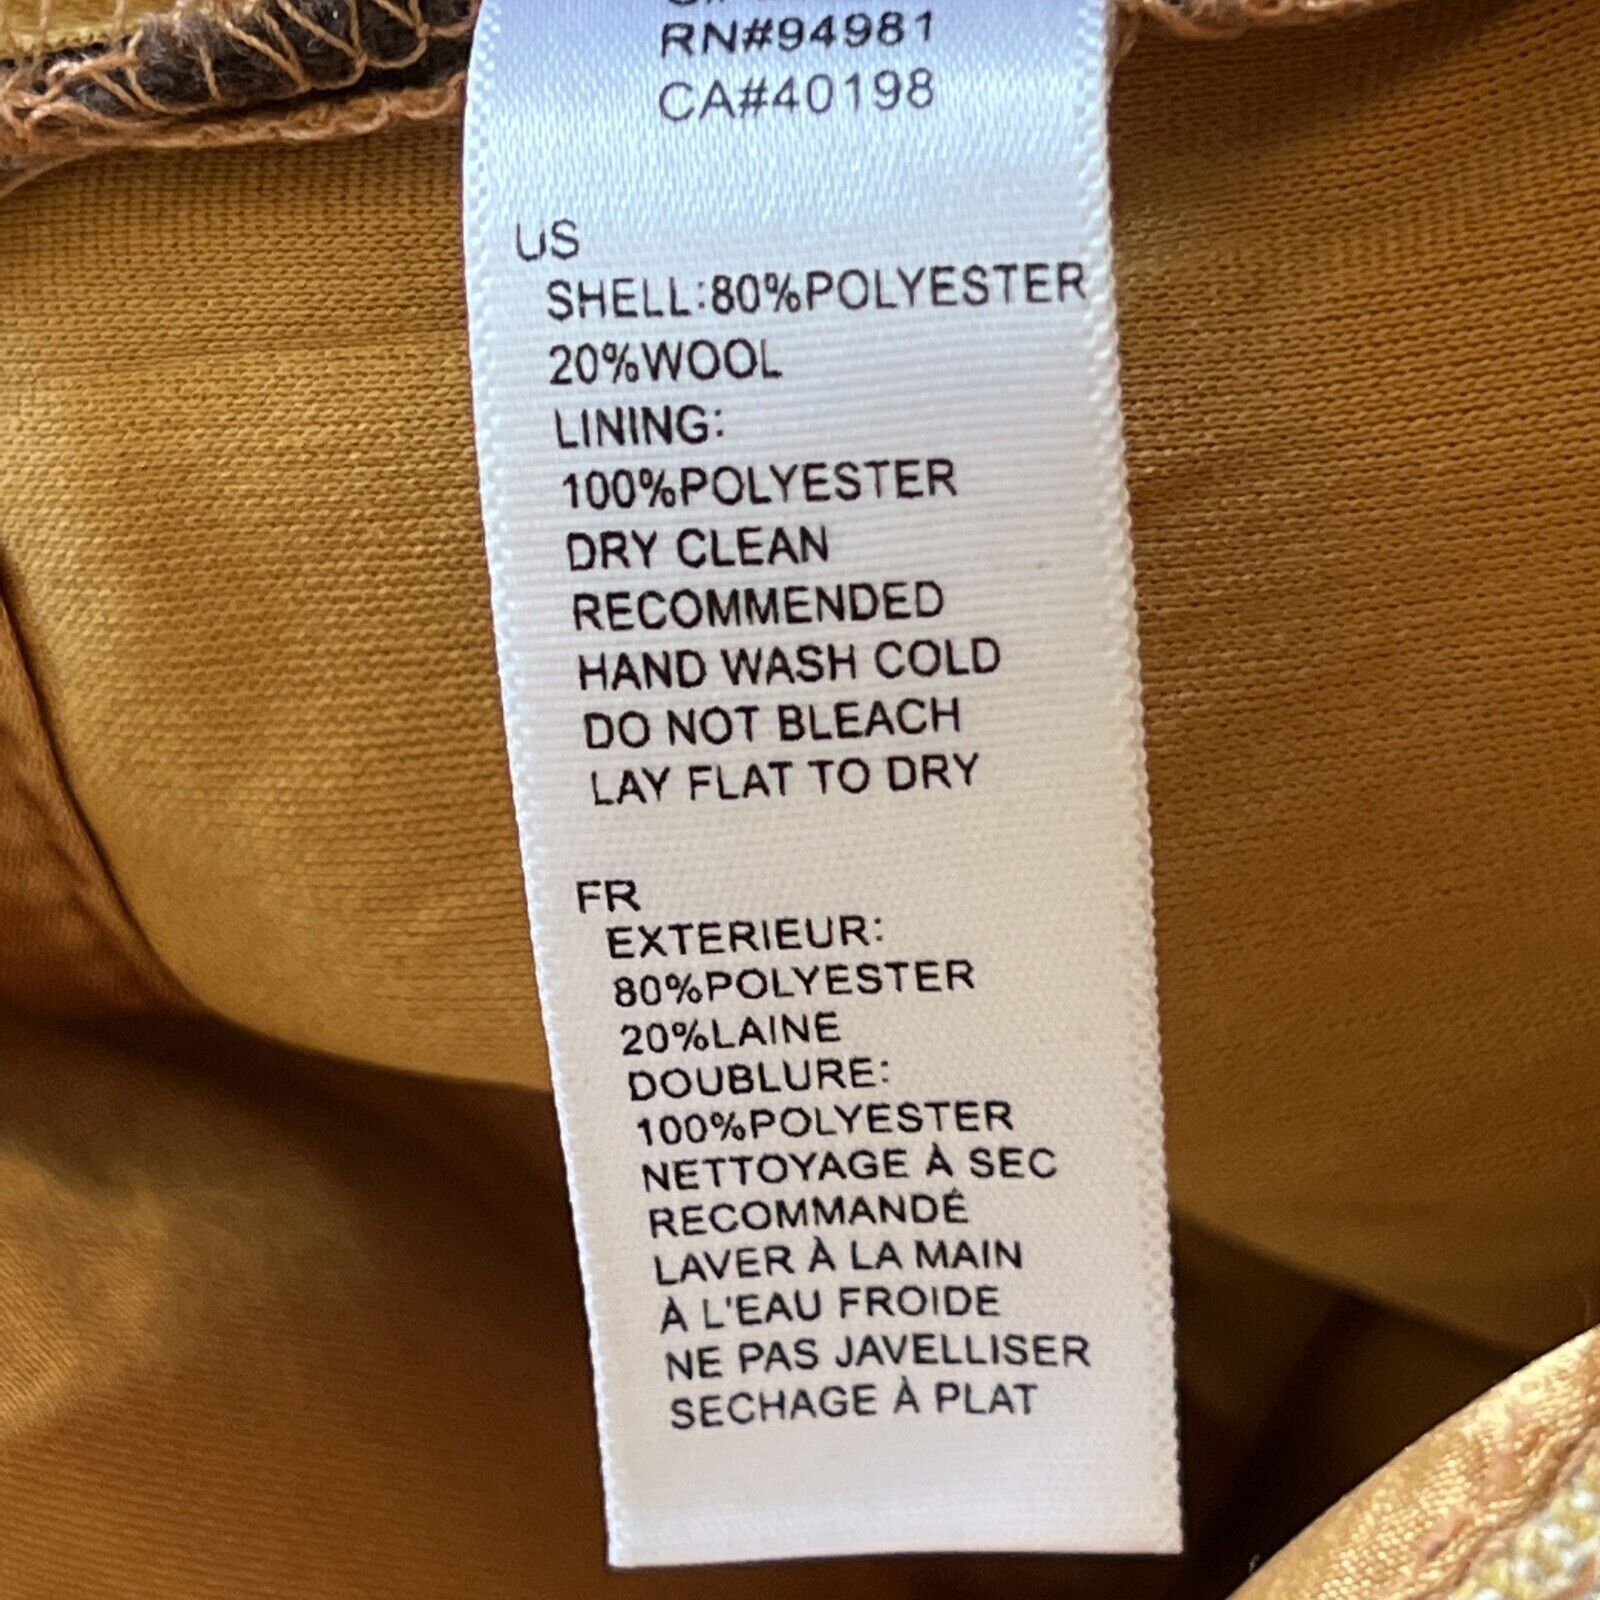 RN#94981
CA#40198
US
SHELL:80%POLYESTER
20%WOOL
LINING:
100%POLYESTER
DRY CLEAN
RECOMMENDED
HAND WASH COLD
DO NOT BLEACH
LAY FLAT TO DRY
FR
EXTERIEUR:
80%POLYESTER
20%LAINE
DOUBLURE:
100%POLYESTER
NETTOYAGE À SEC
RECOMMANDÉ
LAVER À LA MAIN
À L'EAU FROIDE
NE PAS JAVELLISER
SECHAGE À PLAT